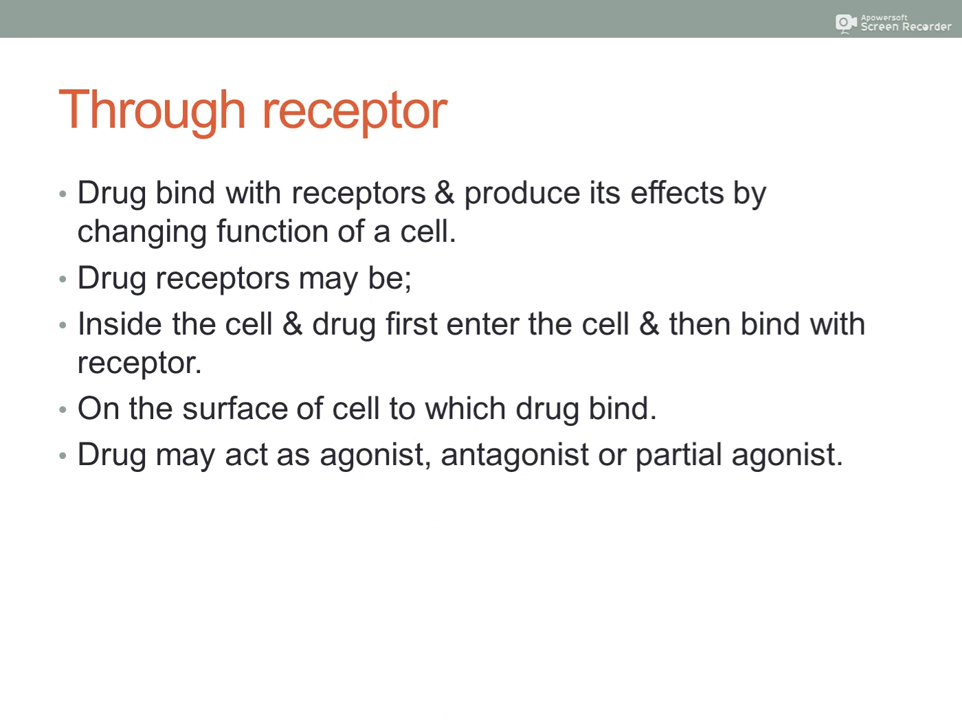 Apowersoft
Screen Recorder
Through receptor
• Drug bind with receptors & produce its effects by
changing function of a cell.
• Drug receptors may be;
• Inside the cell & drug first enter the cell & then bind with
receptor.
• On the surface of cell to which drug bind.
• Drug may act as agonist, antagonist or partial agonist.